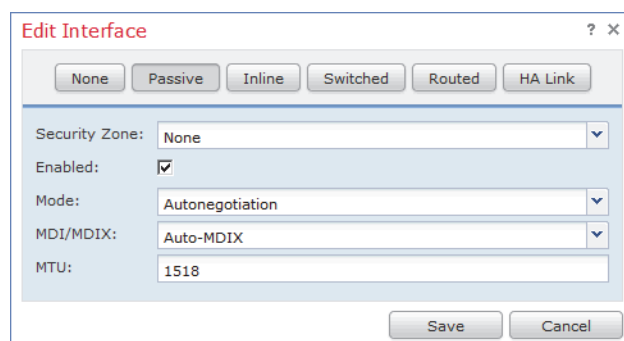 Edit Interface ? ×
None Passive Inline Switched Routed HA Link
Security Zone: None
Enabled:
Mode: Autonegotiation
MDI/MDIX: Auto-MDIX
MTU: 1518
Save Cancel